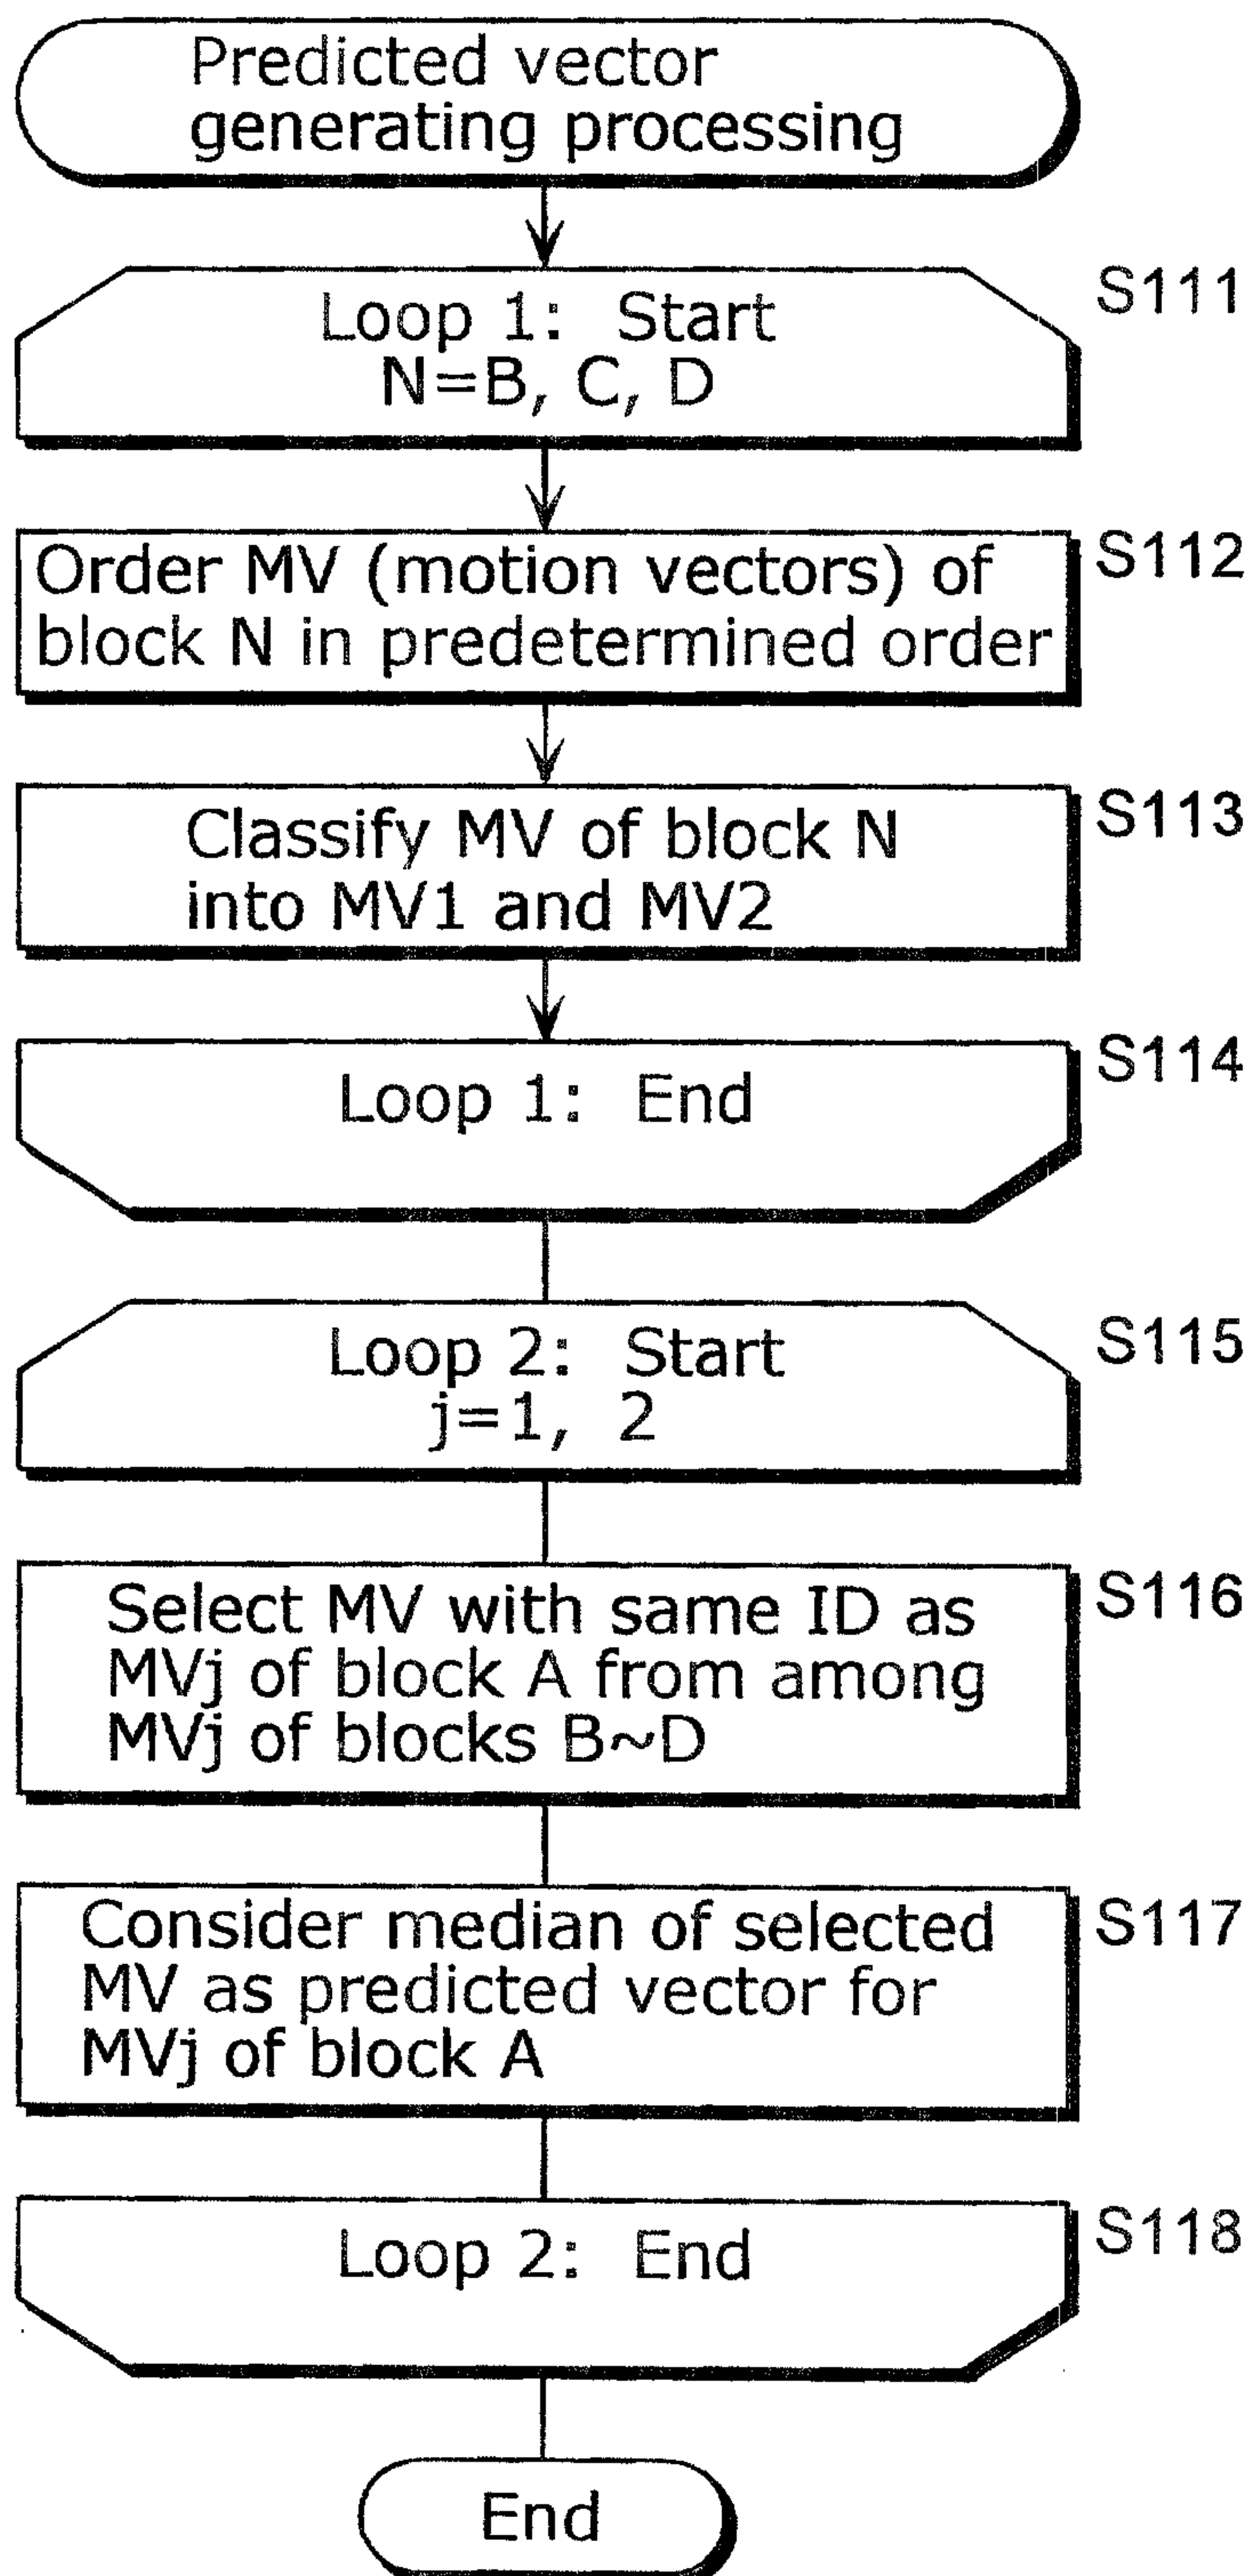 Predicted vector
generating processing
Loop 1: Start
N=B, C, D
S111
Order MV (motion vectors) of
block N in predetermined order
S112
Classify MV of block N
into MV1 and MV2
S113
Loop 1: End
S114
Loop 2: Start
j=1, 2
S115
Select MV with same ID as
MVj of block A from among
MVj of blocks B~D
S116
Consider median of selected
MV as predicted vector for
MVj of block A
S117
Loop 2: End
S118
End